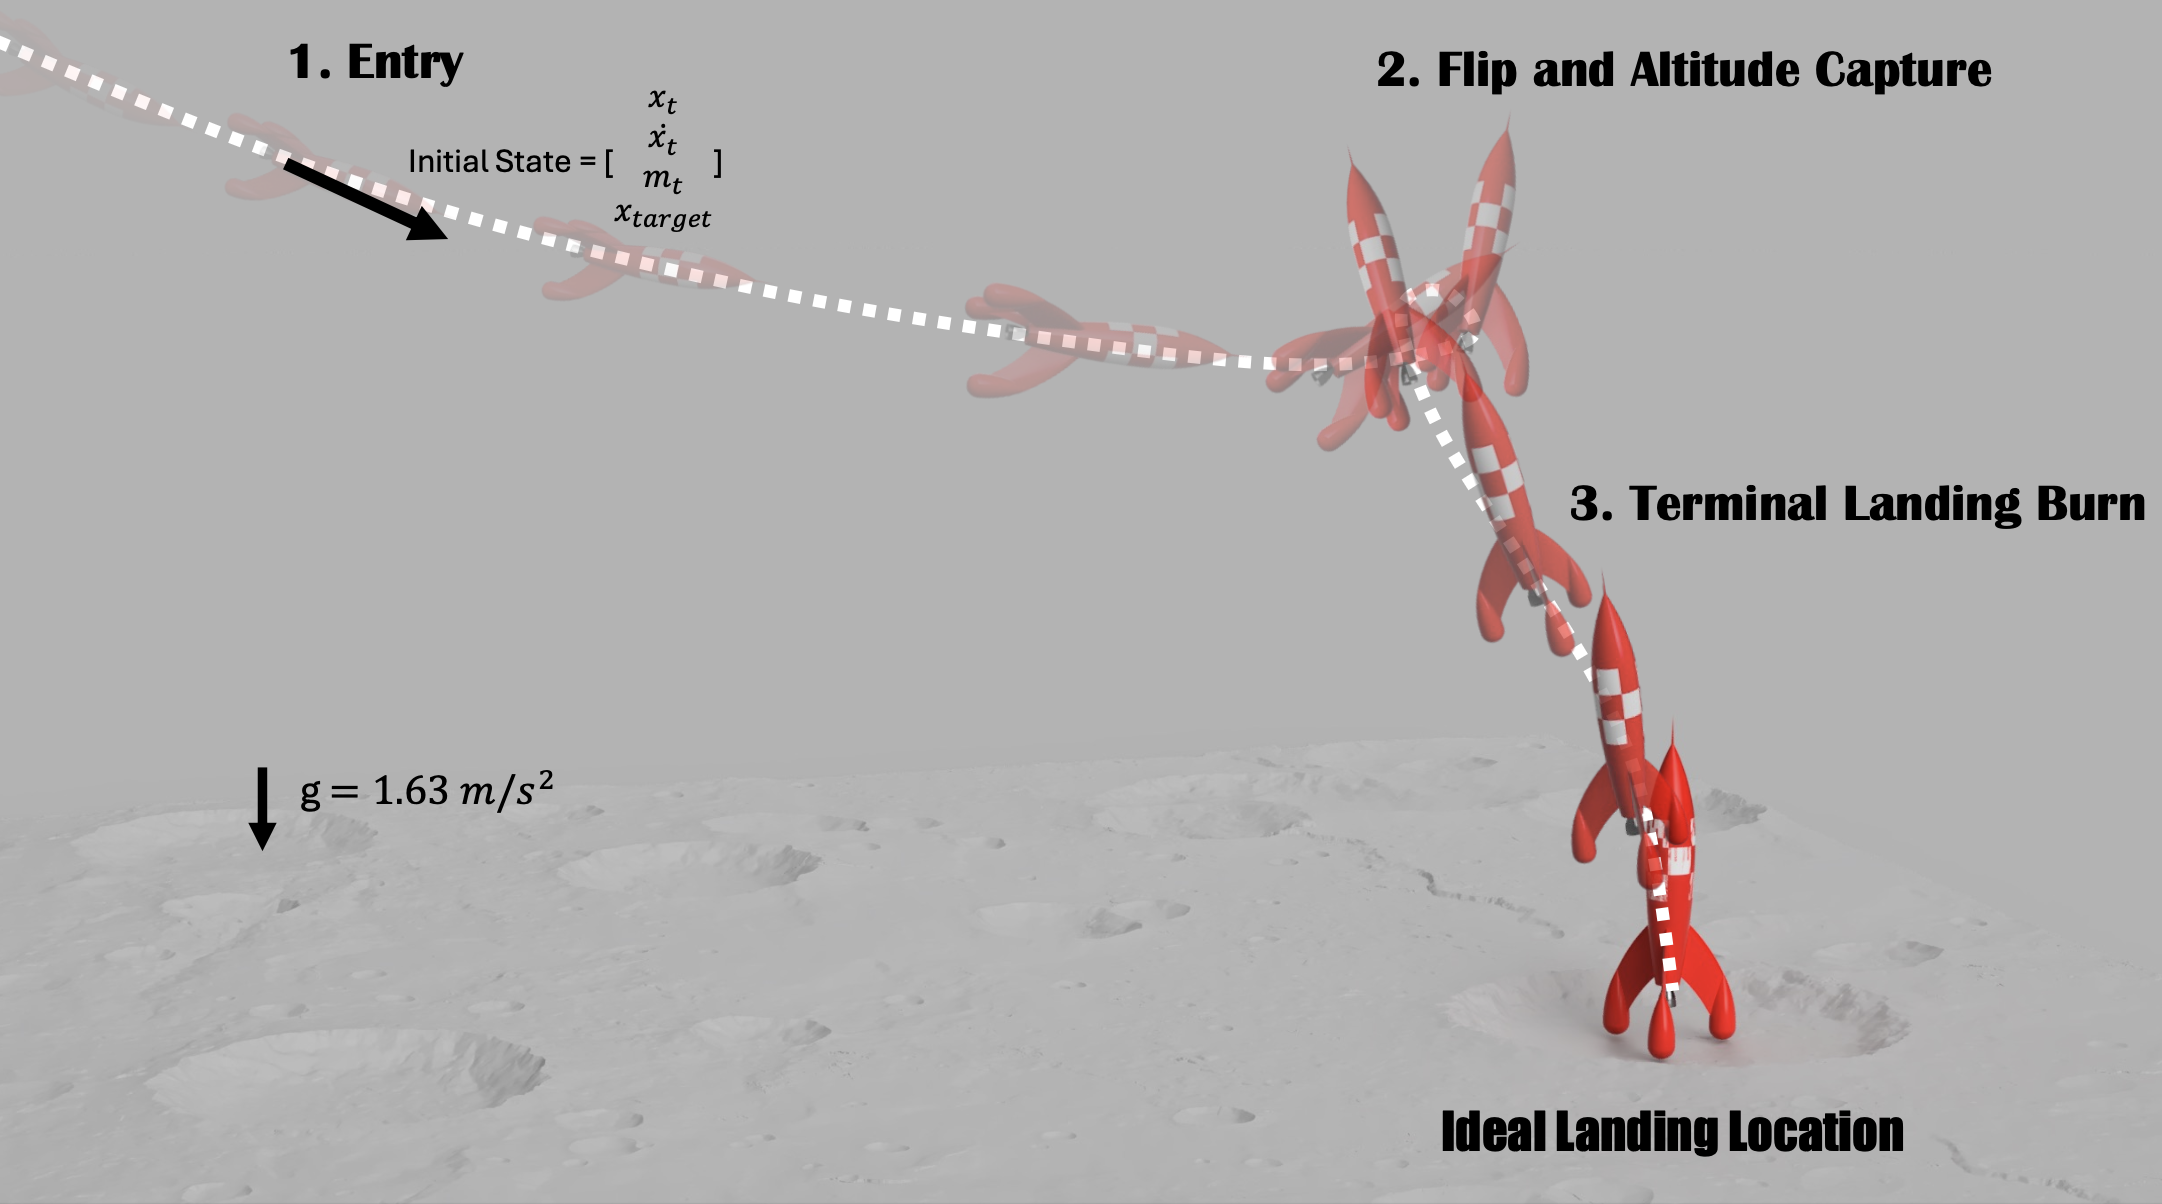 1. Entry
2. Flip and Altitude Capture
x_t
Initial State = [ ẋ_t ]
m_t
x_target
3. Terminal Landing Burn
g = 1.63 m/s²
Ideal Landing Location